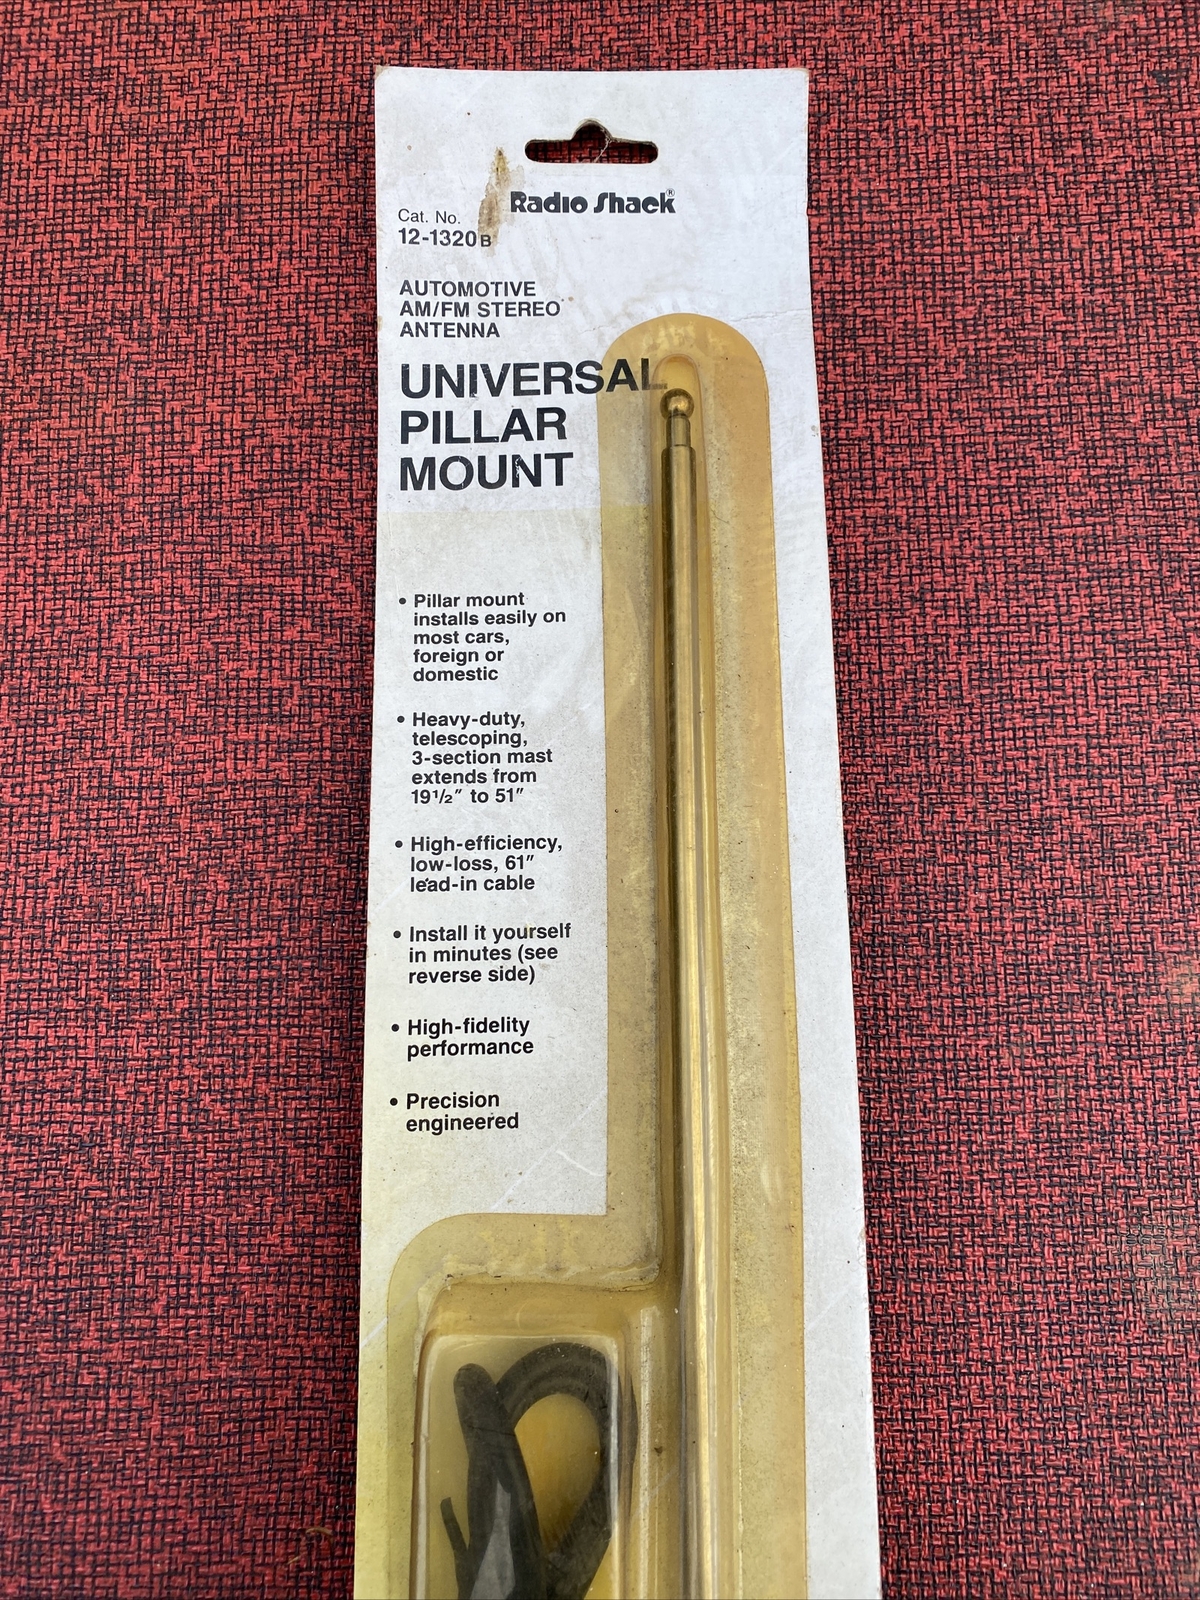 Radio Shack®
Cat. No.
12-1320B
AUTOMOTIVE
AM/FM STEREO
ANTENNA
UNIVERSAL
PILLAR
MOUNT
• Pillar mount
installs easily on
most cars,
foreign or
domestic
• Heavy-duty,
telescoping,
3-section mast
extends from
19½″ to 51″
• High-efficiency,
low-loss, 61″
lead-in cable
• Install it yourself
in minutes (see
reverse side)
• High-fidelity
performance
• Precision
engineered